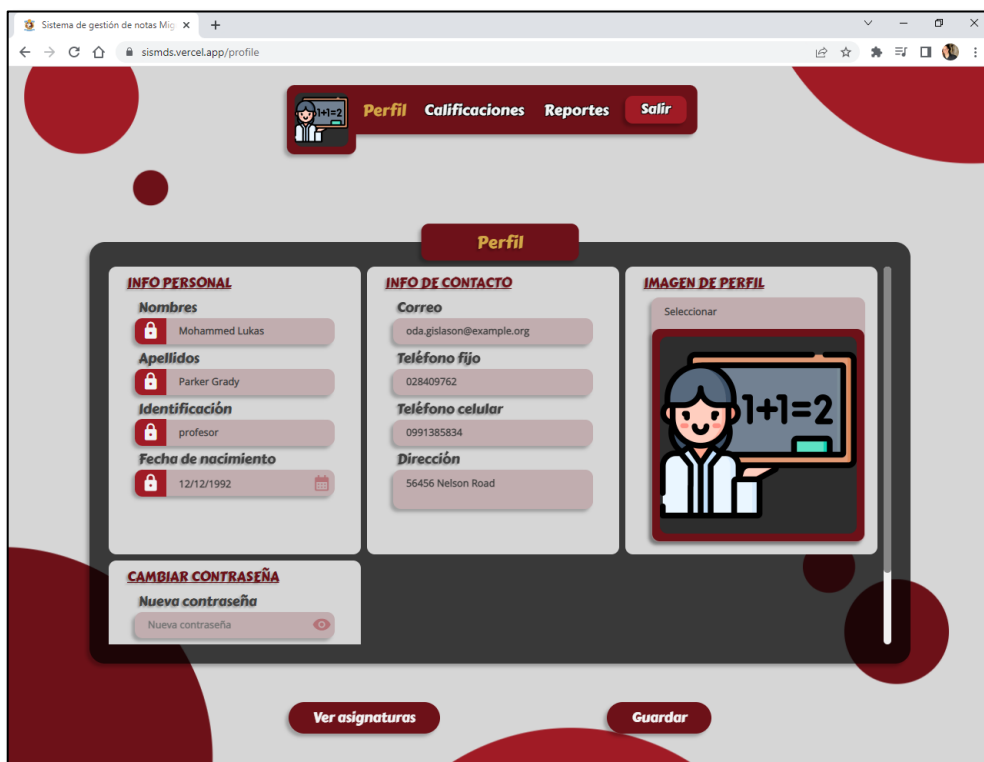 Sistema de gestión de notas Mig
sismds.vercel.app/profile
1+1=2
Perfil
Calificaciones
Reportes
Salir
Perfil
INFO PERSONAL
Nombres
Mohammed Lukas
Apellidos
Parker Grady
Identificación
profesor
Fecha de nacimiento
12/12/1992
INFO DE CONTACTO
Correo
oda.gislason@example.org
Teléfono fijo
028409762
Teléfono celular
0991385834
Dirección
56456 Nelson Road
IMAGEN DE PERFIL
Seleccionar
1+1=2
CAMBIAR CONTRASEÑA
Nueva contraseña
Nueva contraseña
Ver asignaturas
Guardar